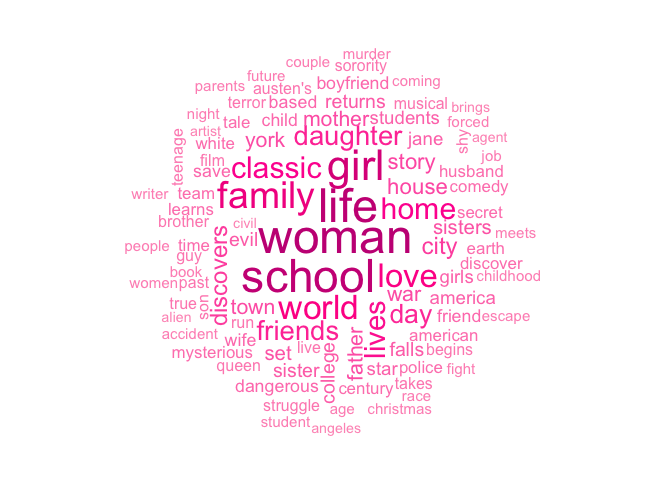 murder
couple sorority
future
parents austen's boyfriend coming
night terror based returns musical brings
artist tale child mother students forced
teenage white york daughter jane shy agent
film save classic girl story job
husband
writer team family life house comedy
learns home secret
brother civil sisters meets
people time discovers evil woman city earth
guy discover
book school love girls childhood
women past
true son world war america
alien town lives day friend escape
accident run friends american
wife father falls begins
mysterious set live
queen sister college star police fight
dangerous century takes
race
struggle age christmas
student angeles